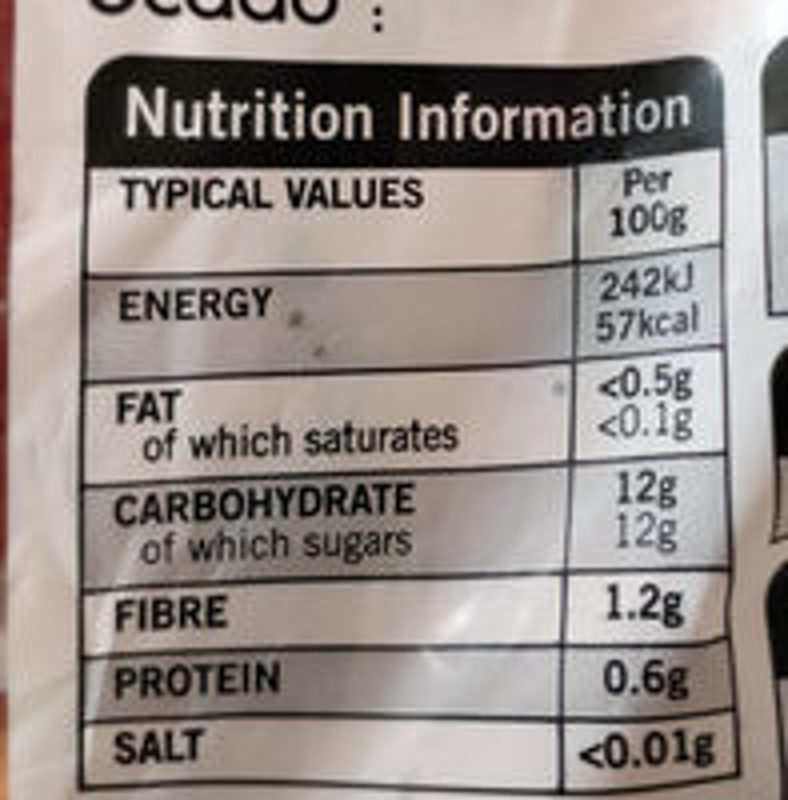 Nutrition Information
TYPICAL VALUES Per 100g
ENERGY 242kJ
57kcal
FAT <0.5g
of which saturates <0.1g
CARBOHYDRATE 12g
of which sugars 12g
FIBRE 1.2g
PROTEIN 0.6g
SALT <0.01g